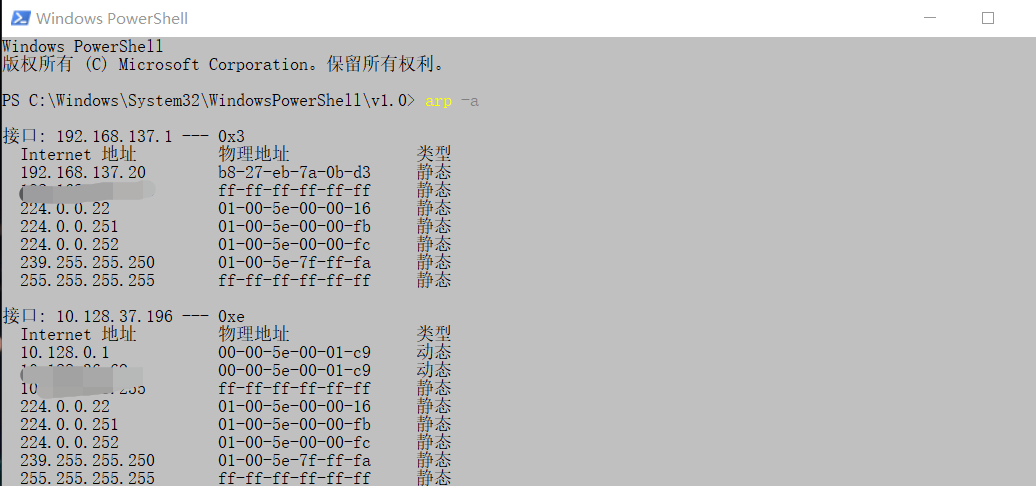 Windows PowerShell
Windows PowerShell
版权所有 (C) Microsoft Corporation。保留所有权利。
PS C:\Windows\System32\WindowsPowerShell\v1.0> arp -a
接口: 192.168.137.1 --- 0x3
Internet 地址 物理地址 类型
192.168.137.20 b8-27-eb-7a-0b-d3 静态
ff-ff-ff-ff-ff-ff 静态
224.0.0.22 01-00-5e-00-00-16 静态
224.0.0.251 01-00-5e-00-00-fb 静态
224.0.0.252 01-00-5e-00-00-fc 静态
239.255.255.250 01-00-5e-7f-ff-fa 静态
255.255.255.255 ff-ff-ff-ff-ff-ff 静态
接口: 10.128.37.196 --- 0xe
Internet 地址 物理地址 类型
10.128.0.1 00-00-5e-00-01-c9 动态
00-00-5e-00-01-c9 动态
ff-ff-ff-ff-ff-ff 静态
224.0.0.22 01-00-5e-00-00-16 静态
224.0.0.251 01-00-5e-00-00-fb 静态
224.0.0.252 01-00-5e-00-00-fc 静态
239.255.255.250 01-00-5e-7f-ff-fa 静态
255.255.255.255 ff-ff-ff-ff-ff-ff 静态